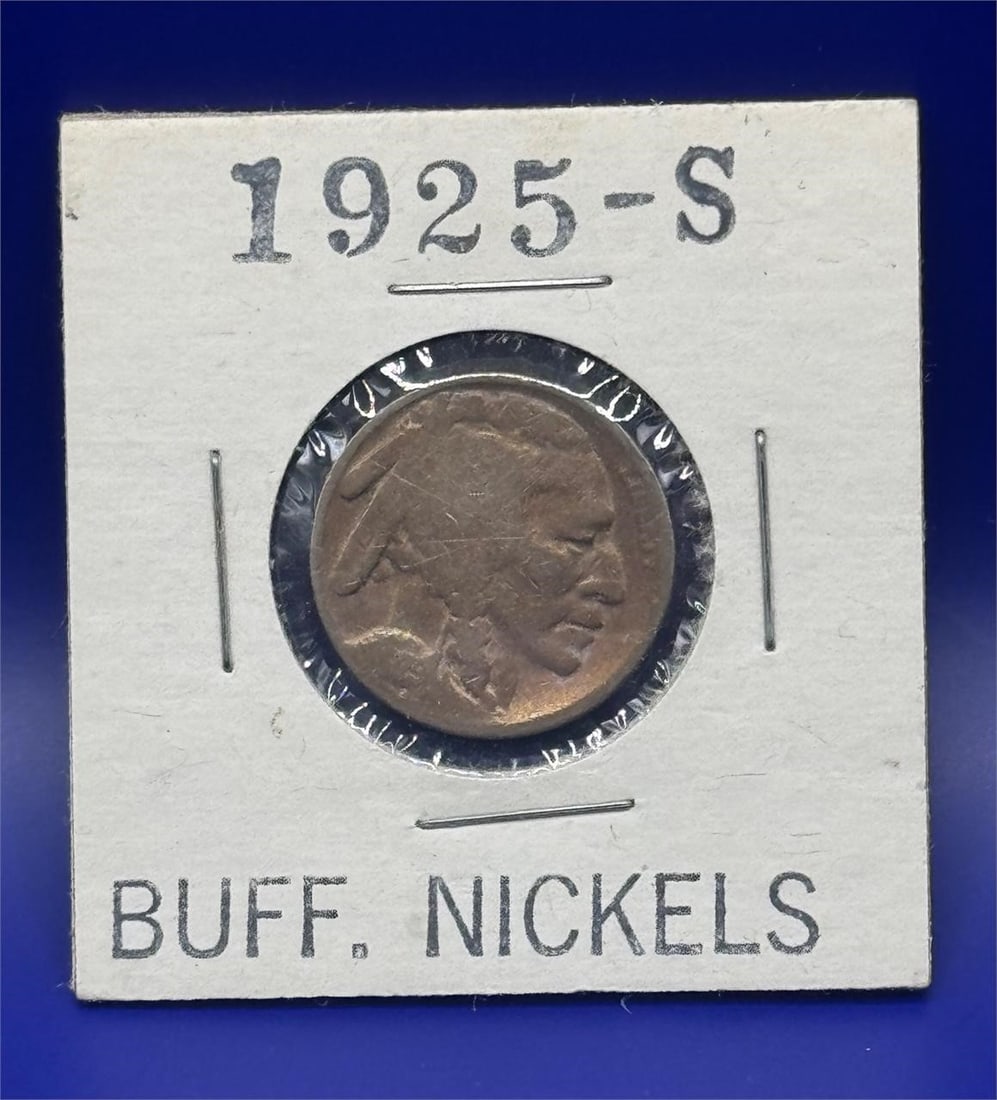 1925-S
BUFF. NICKELS